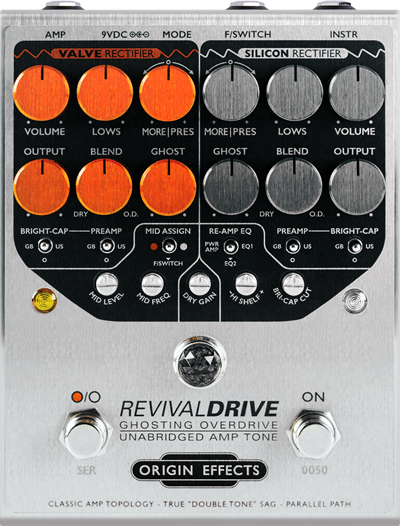 AMP 9VDC MODE F/SWITCH INSTR
VALVE RECTIFIER SILICON RECTIFIER
VOLUME LOWS MORE|PRES MORE|PRES LOWS VOLUME
OUTPUT BLEND GHOST GHOST BLEND OUTPUT
DRY O.D. DRY O.D.
BRIGHT-CAP PREAMP MID ASSIGN RE-AMP EQ PREAMP BRIGHT-CAP
GB US GB US PWR AMP EQ1 GB US GB US
O O F/SWITCH EQ2 O O
MID LEVEL MID FREQ DRY GAIN -HI SHELF+ BRI-CAP CUT
O/O ON
REVIVALDRIVE
GHOSTING OVERDRIVE
UNABRIDGED AMP TONE
SER 0050
ORIGIN EFFECTS
CLASSIC AMP TOPOLOGY - TRUE "DOUBLE TONE" SAG - PARALLEL PATH